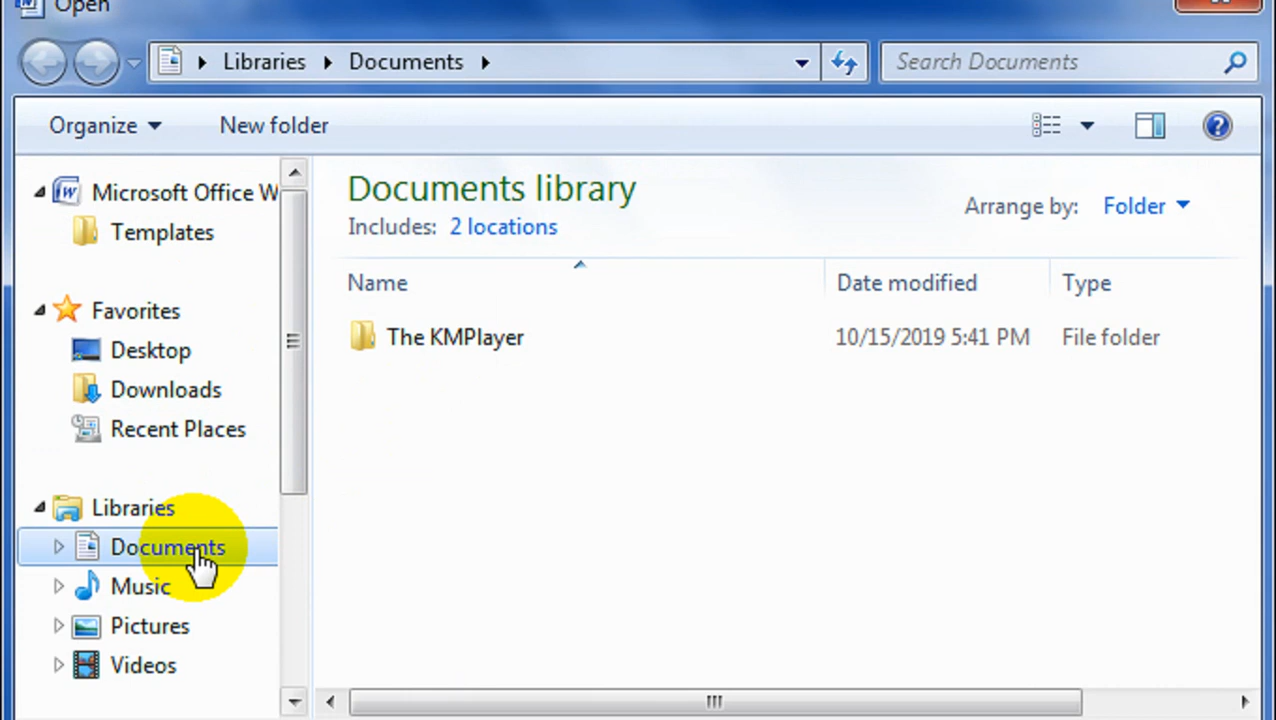 Open
Libraries Documents
Search Documents
Organize
New folder
Microsoft Office W
Templates
Favorites
Desktop
Downloads
Recent Places
Libraries
Documents
Music
Pictures
Videos
Documents library
Includes: 2 locations
Arrange by: Folder
Name Date modified Type
The KMPlayer 10/15/2019 5:41 PM File folder